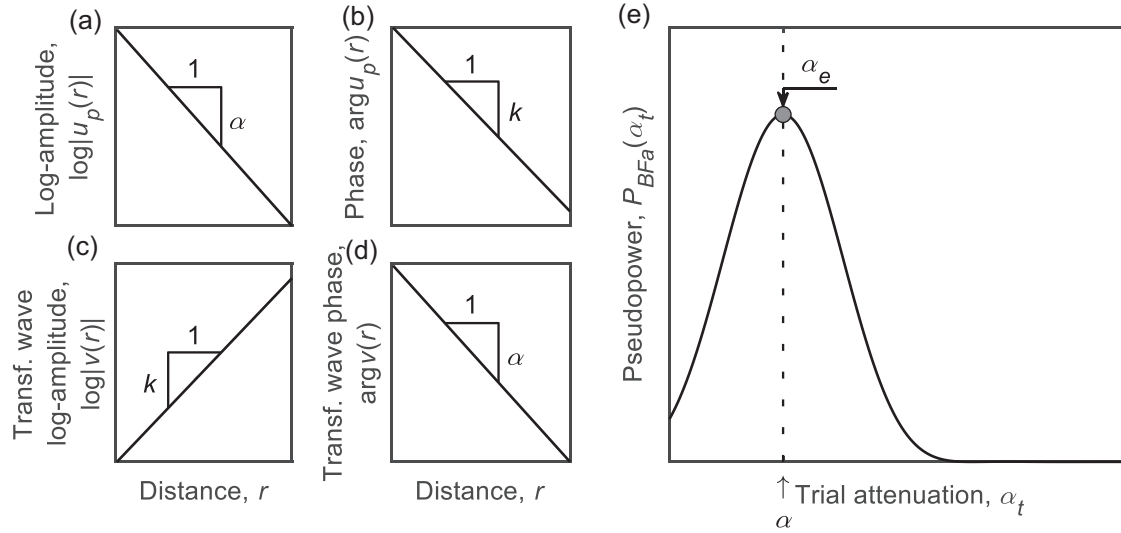 (a)
Log-amplitude,
log|u_p(r)|
1
α
(b)
Phase, arg u_p(r)
1
k
(c)
Transf. wave
log-amplitude,
log|v(r)|
1
k
Distance, r
(d)
Transf. wave phase,
arg v(r)
1
α
Distance, r
(e)
Pseudopower, P_BFa(α_t)
α_e
↑
α
Trial attenuation, α_t